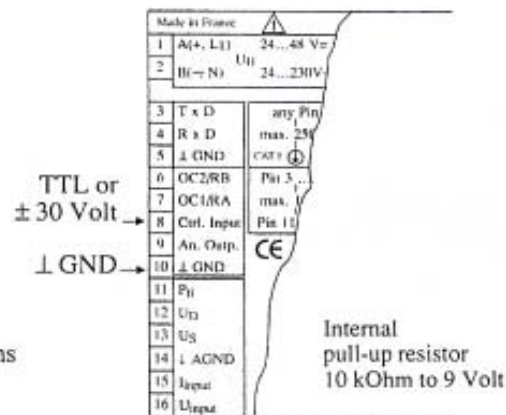 Made in France
1 A(+, L1) 24...48 V=
UH
2 B(-, N) 24...230V
3 T x D any Pin
4 R x D max. 250
5 ⊥ GND CAT
6 OC2/RB Pin 3...
7 OC1/RA max.
TTL or
± 30 Volt
8 Ctrl. Input Pin 11
9 An. Outp. CE
⊥ GND
10 ⊥ GND
11
12
13 US
14 ⊥ AGND
15 Iinput
16 Uinput
ns
Internal
pull-up resistor
10 kOhm to 9 Volt